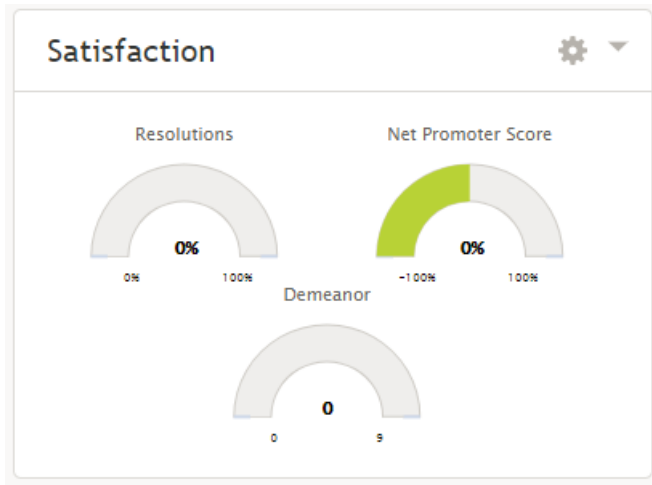 Satisfaction
Resolutions
Net Promoter Score
0%
0%
0% 100%
-100% 100%
Demeanor
0
0 9